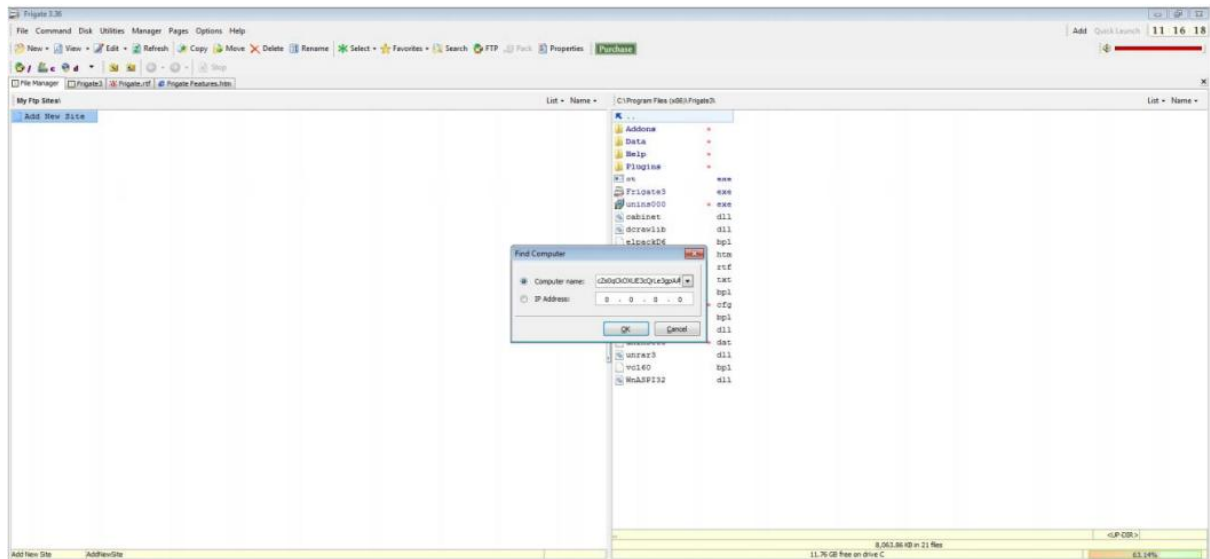 Frigate 3.36
File Command Disk Utilities Manager Pages Options Help
Add Quick Launch 11 16 18
New View Edit Refresh Copy Move Delete Rename Select Favorites Search FTP Pack Properties Purchase
c d Stop
File Manager Frigate3 Frigate.rtf Frigate Features.htm
My Ftp Sites\ List Name C:\Program Files (x86)\Frigate3\ List Name
Add New Site
..
Addons
Data
Help
Plugins
exe
Frigate3 exe
unins000 exe
cabinet dll
dcrawlib dll
elpackD6 bpl
htm
rtf
txt
bpl
cfg
bpl
dll
dat
unrar3 dll
vcl60 bpl
WnASPI32 dll
Find Computer
Computer name:
IP Address: 0 . 0 . 0 . 0
OK Cancel
<UP-DIR>
8,063.86 KB in 21 files
Add New Site AddNewSite 11.76 GB free on drive C 63.14%